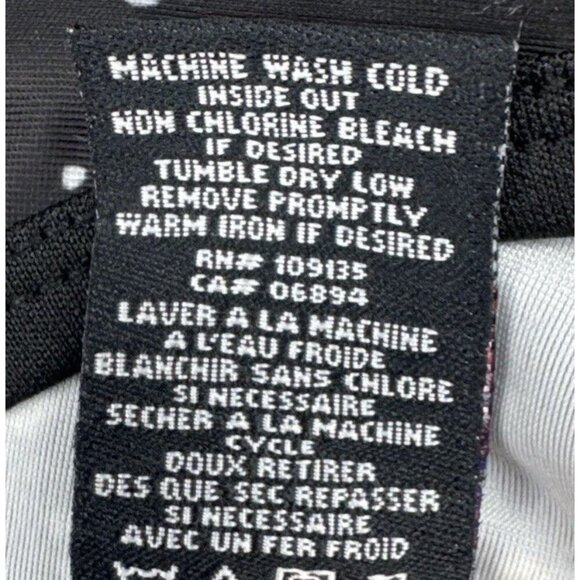 MACHINE WASH COLD
INSIDE OUT
NON CHLORINE BLEACH
IF DESIRED
TUMBLE DRY LOW
REMOVE PROMPTLY
WARM IRON IF DESIRED
RN# 109135
CA# 06894
LAVER A LA MACHINE
A L'EAU FROIDE
BLANCHIR SANS CHLORE
SI NECESSAIRE
SECHER A LA MACHINE
CYCLE
DOUX RETIRER
DES QUE SEC REPASSER
SI NECESSAIRE
AVEC UN FER FROID